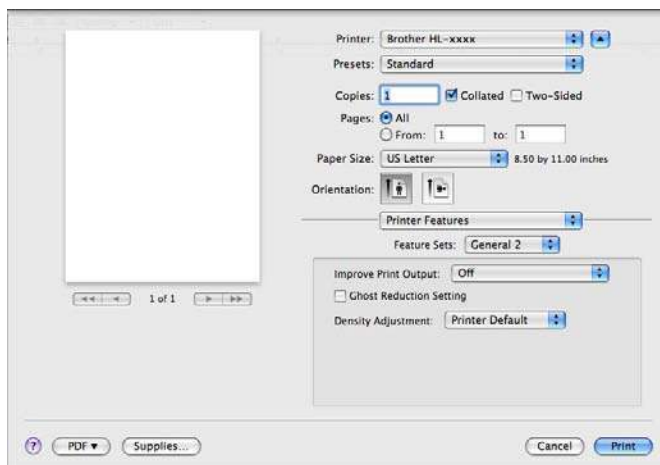 Printer: Brother HL-xxxx
Presets: Standard
Copies: 1 Collated Two-Sided
Pages: All
From: 1 to: 1
Paper Size: US Letter 8.50 by 11.00 inches
Orientation:
Printer Features
Feature Sets: General 2
Improve Print Output: Off
Ghost Reduction Setting
Density Adjustment: Printer Default
1 of 1
? PDF Supplies... Cancel Print